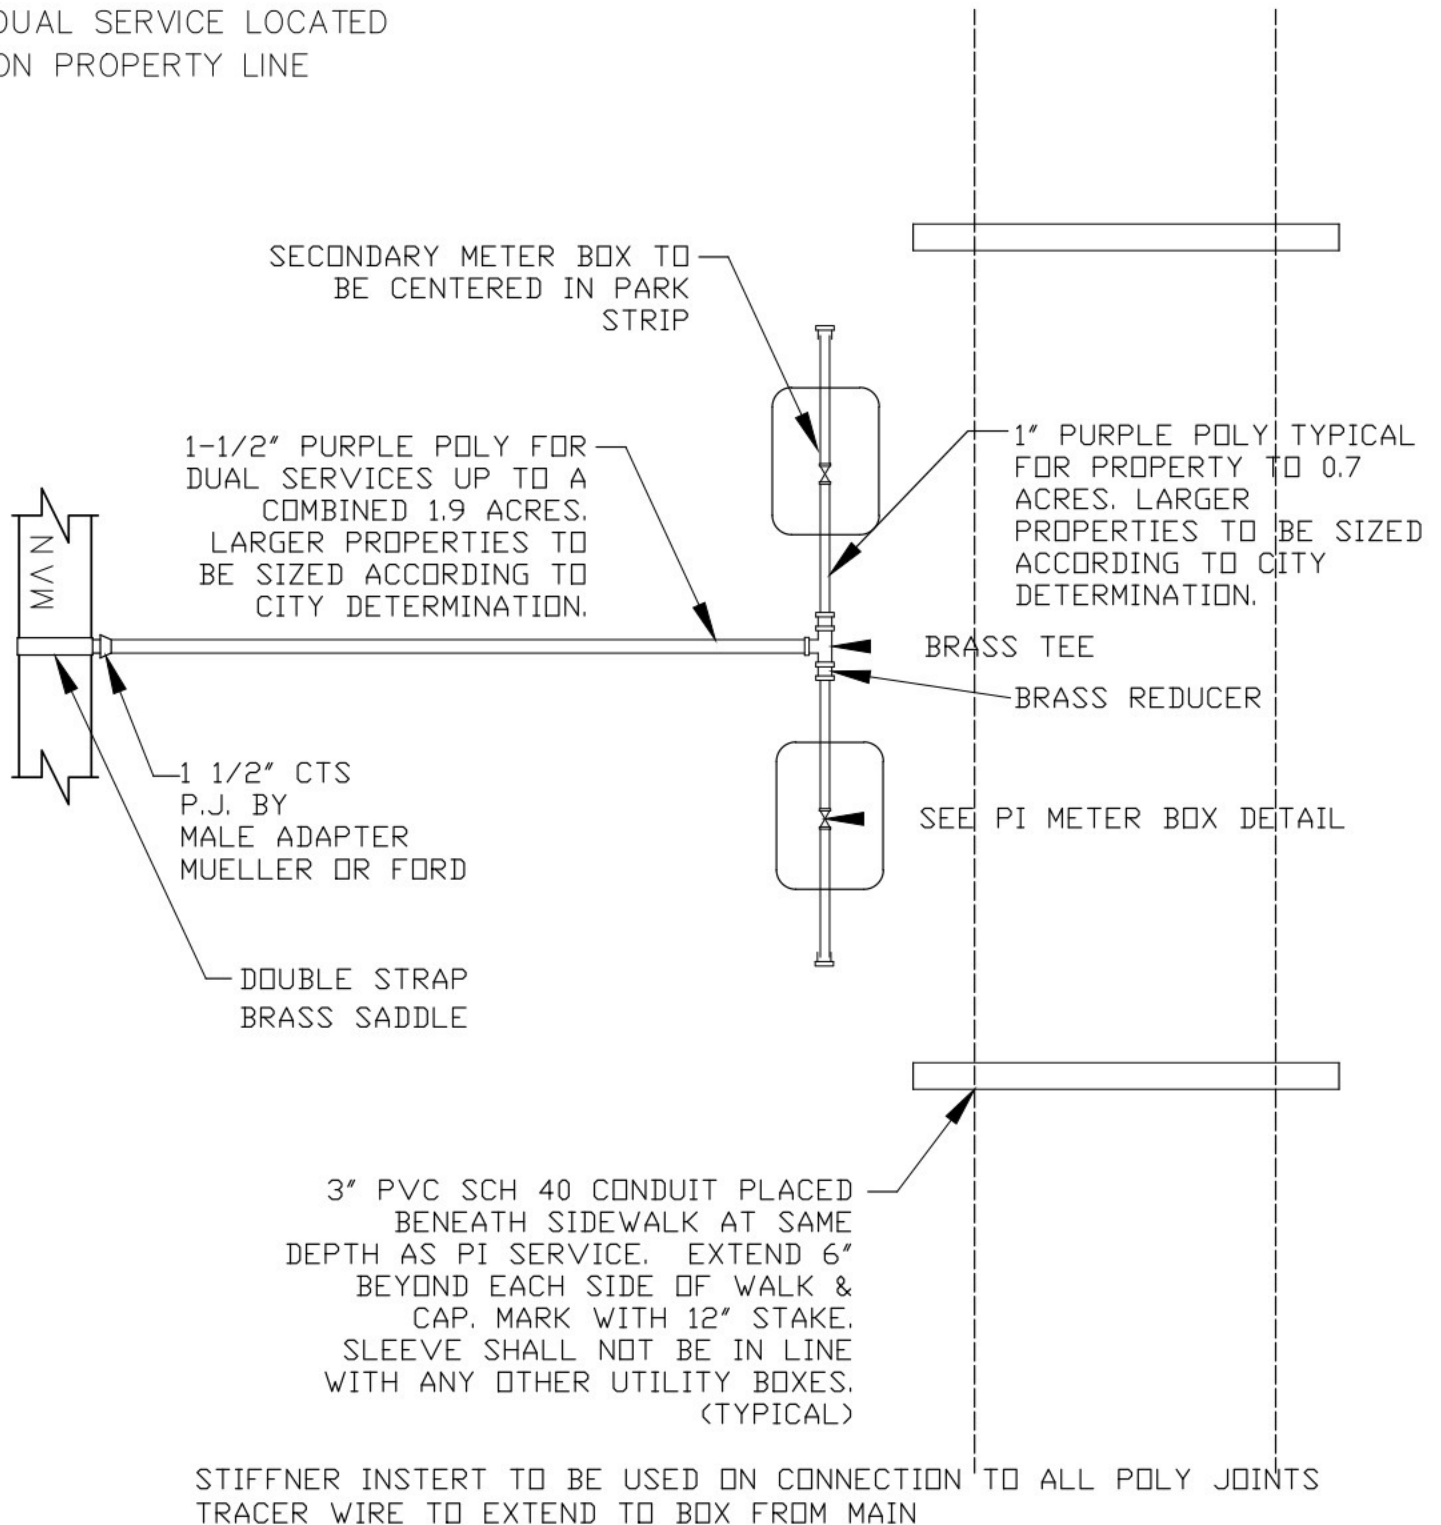 DUAL SERVICE LOCATED
ON PROPERTY LINE
SECONDARY METER BOX TO
BE CENTERED IN PARK
STRIP
1-1/2" PURPLE POLY FOR
DUAL SERVICES UP TO A
COMBINED 1.9 ACRES.
LARGER PROPERTIES TO
BE SIZED ACCORDING TO
CITY DETERMINATION.
1" PURPLE POLY TYPICAL
FOR PROPERTY TO 0.7
ACRES. LARGER
PROPERTIES TO BE SIZED
ACCORDING TO CITY
DETERMINATION.
MAIN
BRASS TEE
BRASS REDUCER
1 1/2" CTS
P.J. BY
MALE ADAPTER
MUELLER OR FORD
SEE PI METER BOX DETAIL
DOUBLE STRAP
BRASS SADDLE
3" PVC SCH 40 CONDUIT PLACED
BENEATH SIDEWALK AT SAME
DEPTH AS PI SERVICE. EXTEND 6"
BEYOND EACH SIDE OF WALK &
CAP. MARK WITH 12" STAKE.
SLEEVE SHALL NOT BE IN LINE
WITH ANY OTHER UTILITY BOXES.
(TYPICAL)
STIFFNER INSTERT TO BE USED ON CONNECTION TO ALL POLY JOINTS
TRACER WIRE TO EXTEND TO BOX FROM MAIN